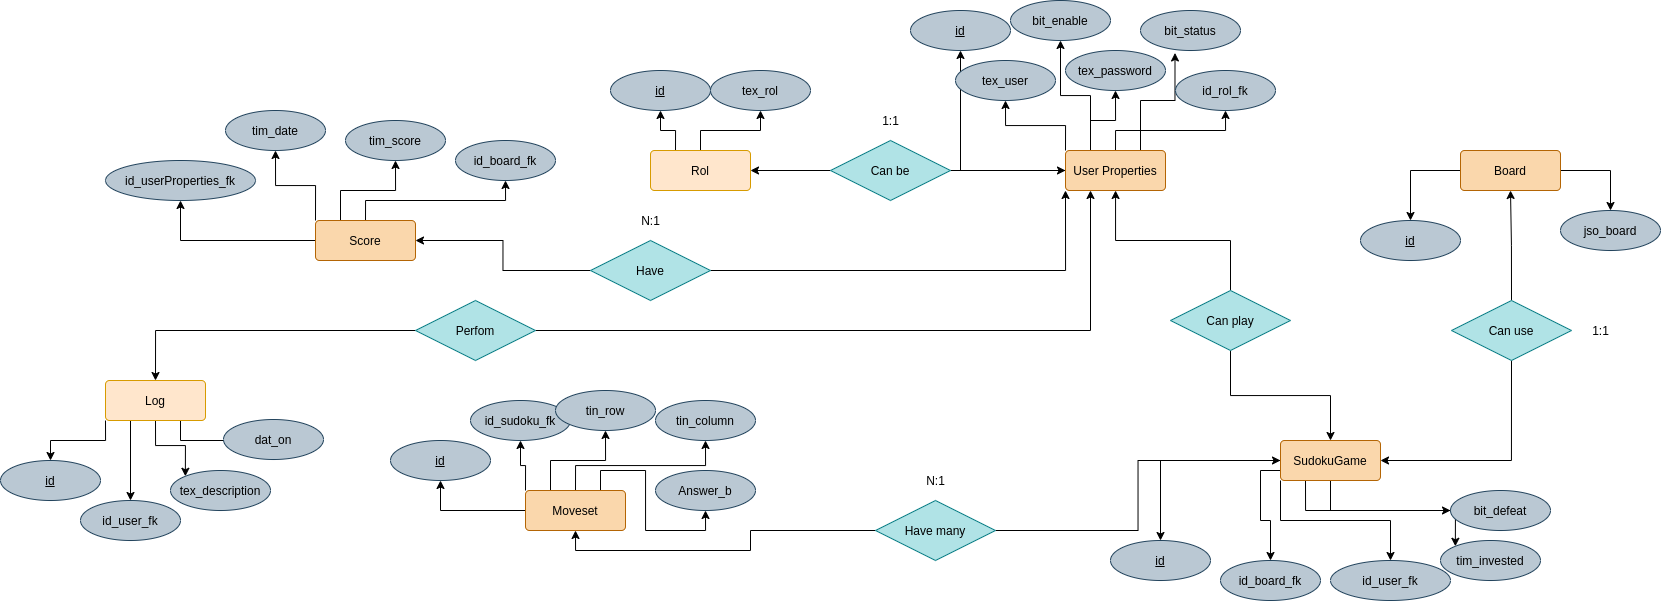 id
bit_enable
bit_status
tex_user
tex_password
id
tex_rol
id_rol_fk
tim_date
tim_score
1:1
id_board_fk
id_userProperties_fk
Rol
Can be
User Properties
Board
N:1
Score
id
jso_board
Have
Perfom
Can play
Can use
1:1
Log
id_sudoku_fk
tin_row
tin_column
dat_on
id
SudokuGame
id
tex_description
Answer_b
N:1
id_user_fk
Moveset
Have many
bit_defeat
id
tim_invested
id_board_fk
id_user_fk